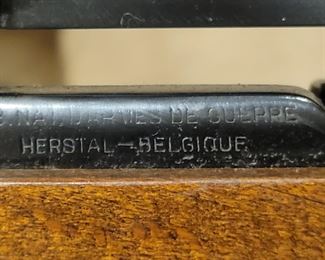 NAT. D'ARMES DE GUERRE
HERSTAL—BELGIQUE